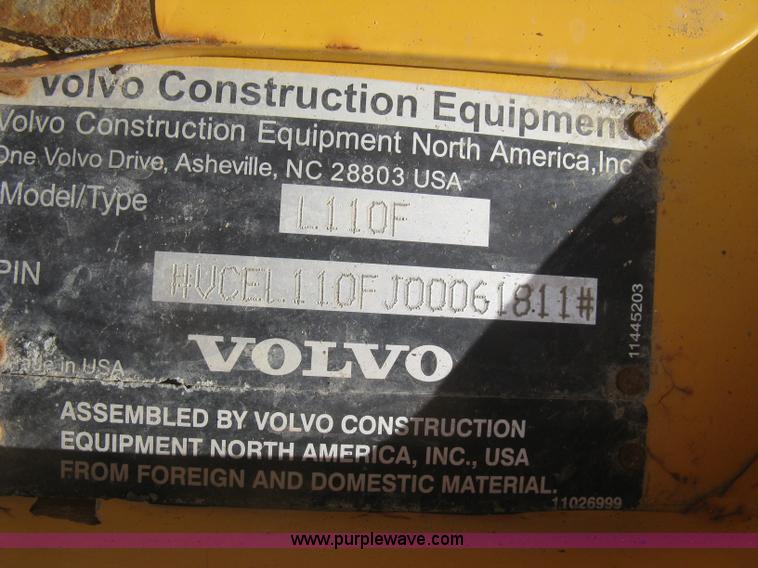 Volvo Construction Equipment
Volvo Construction Equipment North America, Inc
One Volvo Drive, Asheville, NC 28803 USA
Model/Type L110F
PIN #VCEL110FJ00061811#
11445203
VOLVO
Made in USA
ASSEMBLED BY VOLVO CONSTRUCTION
EQUIPMENT NORTH AMERICA, INC., USA
FROM FOREIGN AND DOMESTIC MATERIAL.
11026999
www.purplewave.com